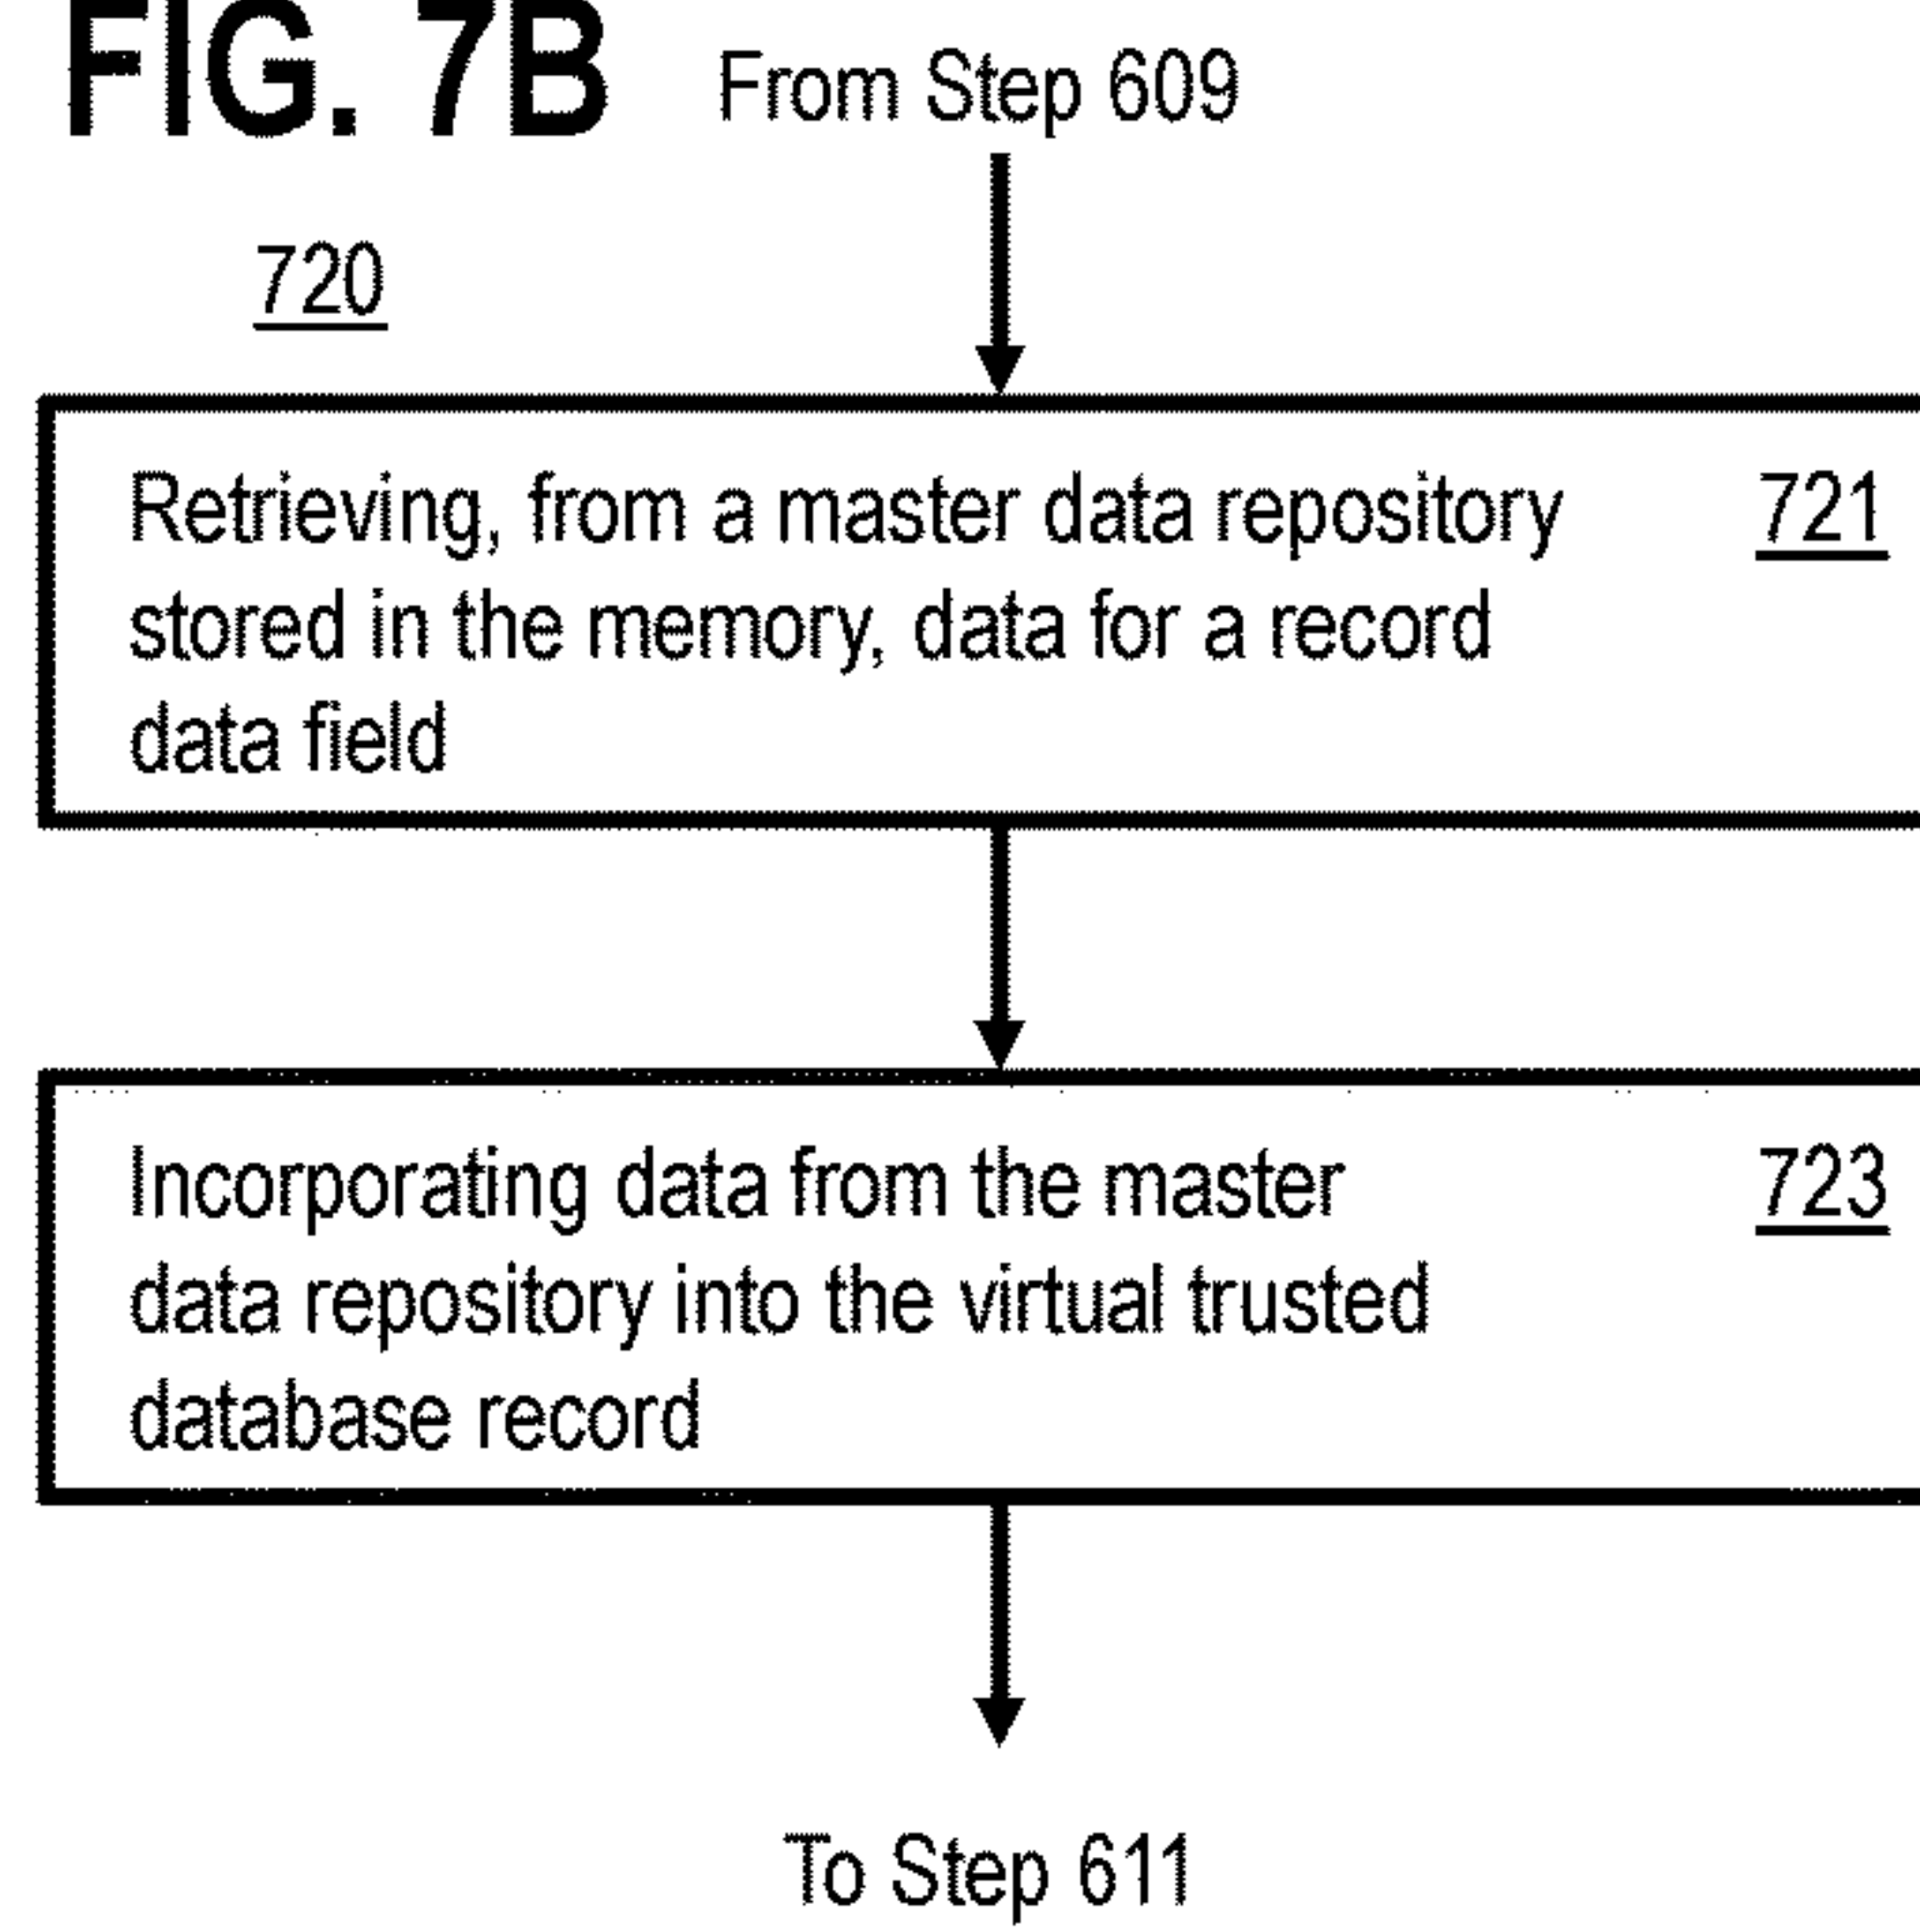 FIG. 7B
From Step 609
720
Retrieving, from a master data repository 721
stored in the memory, data for a record
data field
Incorporating data from the master 723
data repository into the virtual trusted
database record
To Step 611